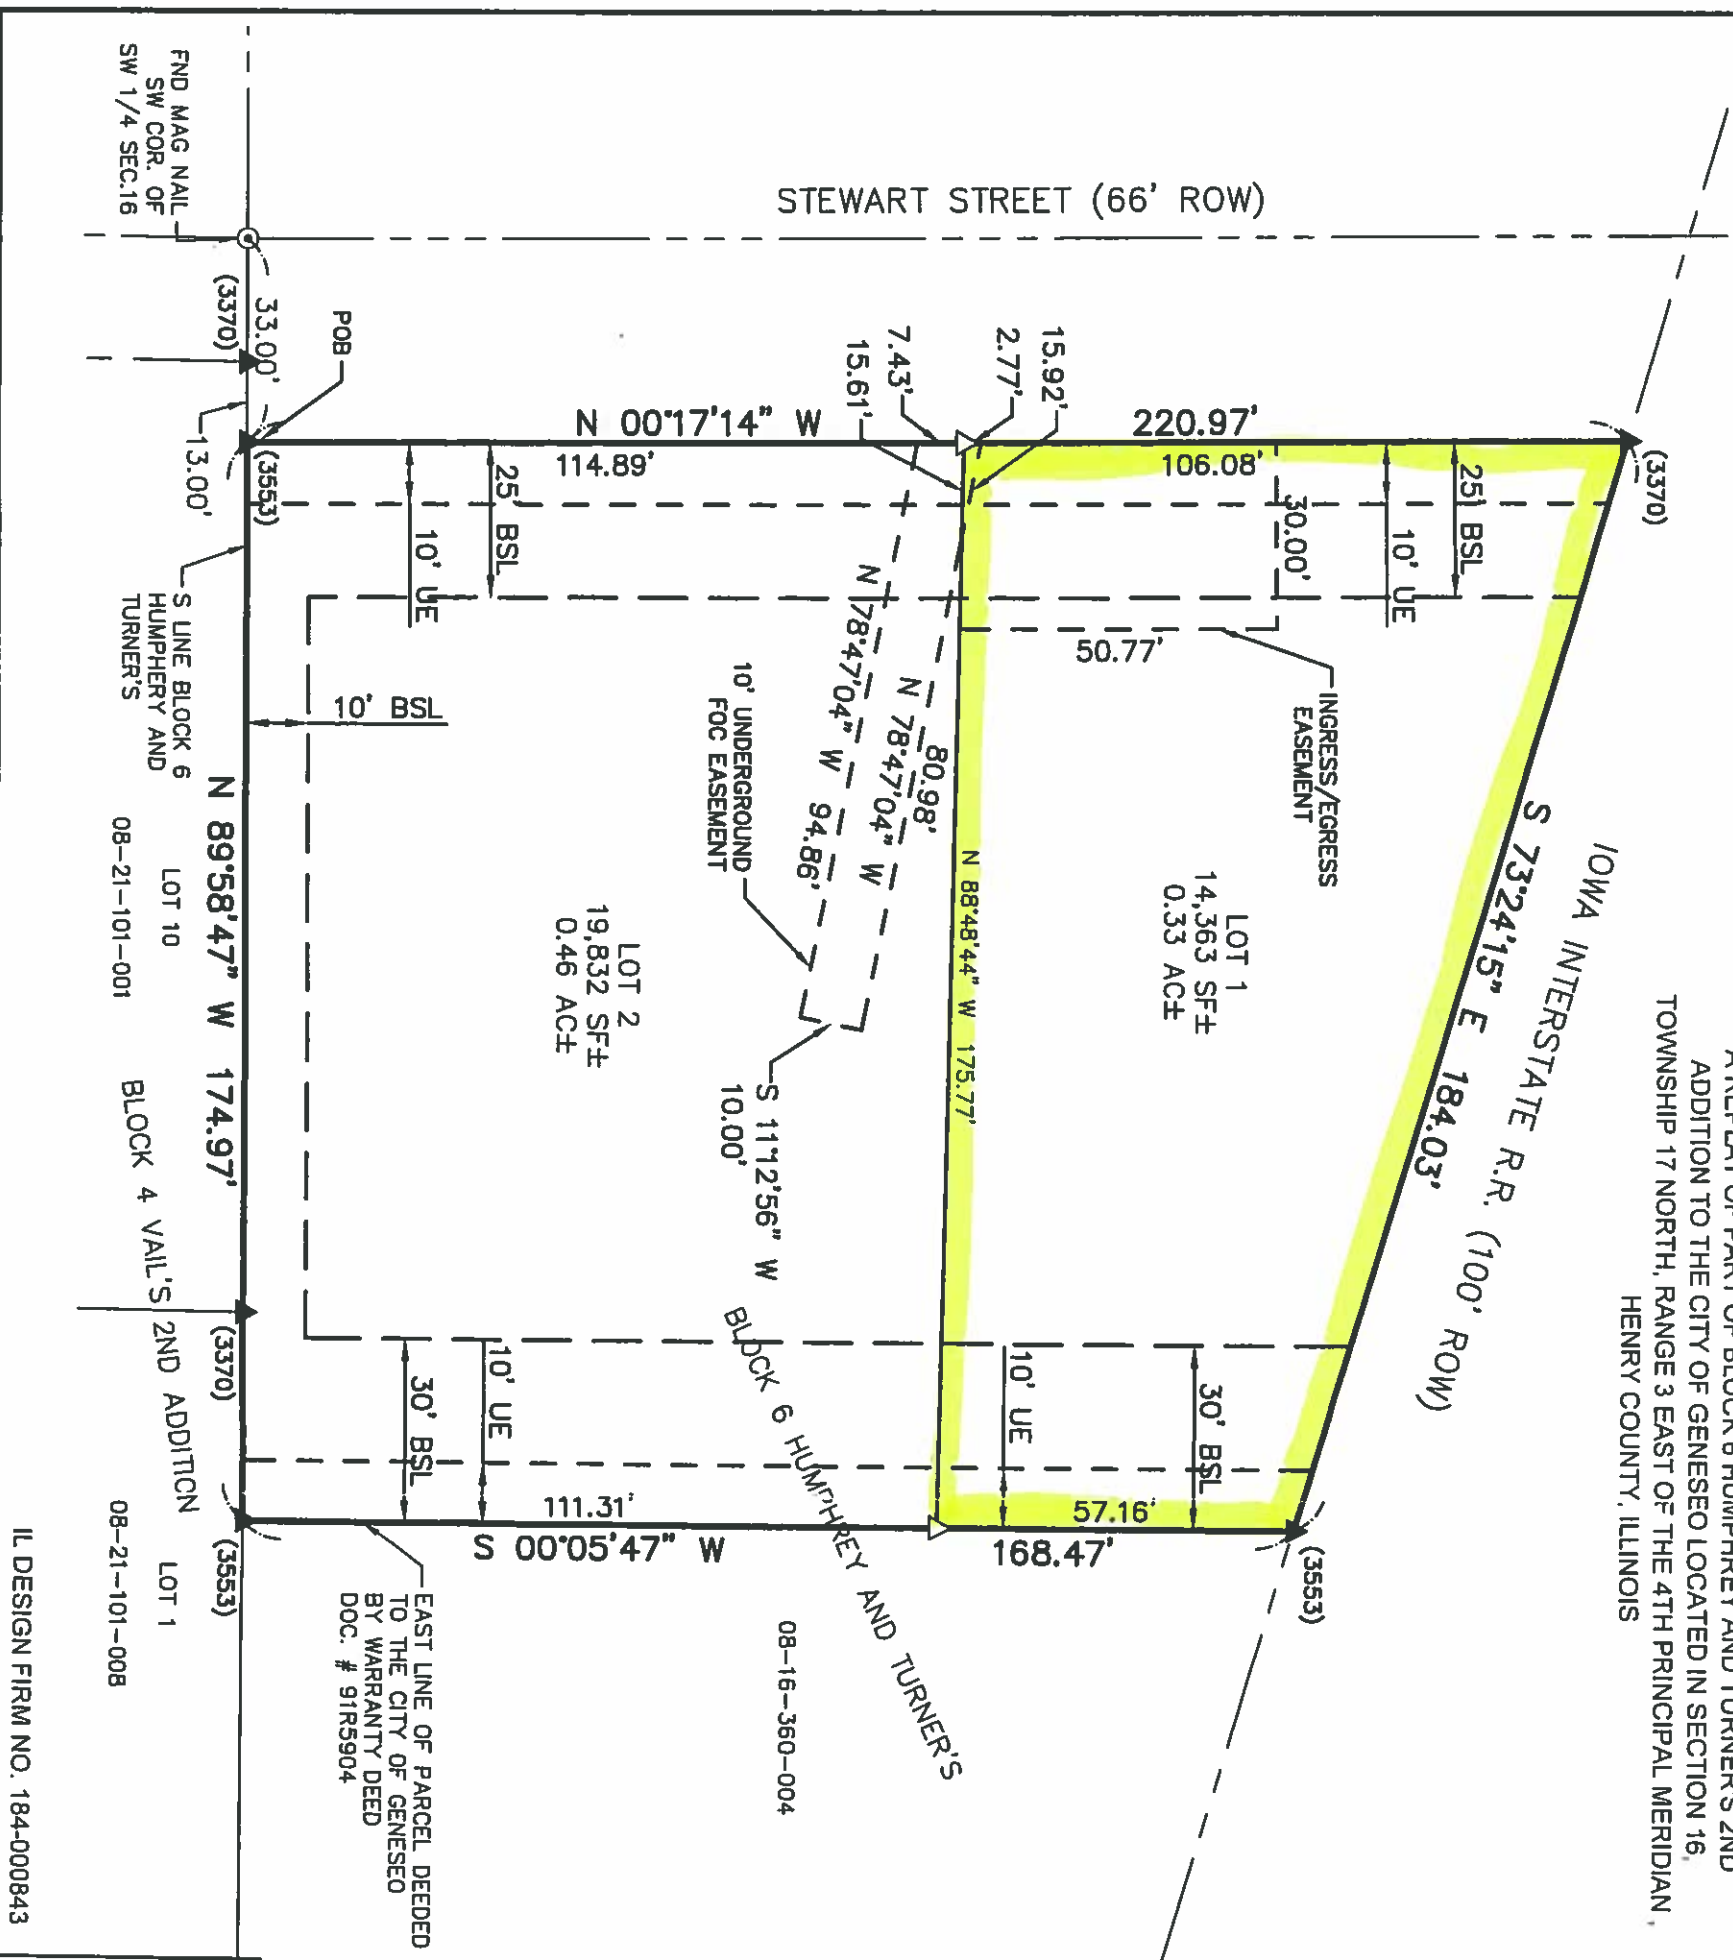 A REPLAT OF PART OF BLOCK 6 HUMPHREY AND TURNER'S 2ND
ADDITION TO THE CITY OF GENESEO LOCATED IN SECTION 16,
TOWNSHIP 17 NORTH, RANGE 3 EAST OF THE 4TH PRINCIPAL MERIDIAN,
HENRY COUNTY, ILLINOIS
IOWA INTERSTATE R.R. (100' ROW)
S 73°24'15" E 184.03'
(3370)
25' BSL
10' UE
30.00'
50.77'
INGRESS/EGRESS
EASEMENT
LOT 1
14,363 SF±
0.33 AC±
30' BSL
10' UE
(3553)
STEWART STREET (66' ROW)
220.97'
106.08'
57.16'
168.47'
15.92'
2.77'
7.43'
15.61'
N 88°48'44" W 175.77'
80.98'
N 78°47'04" W
N 78°47'04" W 94.86'
10' UNDERGROUND
FOC EASEMENT
S 11°12'56" W
10.00'
BLOCK 6 HUMPHREY AND TURNER'S
08-16-360-004
N 00°17'14" W
114.89'
25' BSL
10' UE
LOT 2
19,832 SF±
0.46 AC±
10' UE
30' BSL
111.31'
S 00°05'47" W
10' BSL
EAST LINE OF PARCEL DEEDED
TO THE CITY OF GENESEO
BY WARRANTY DEED
DOC. # 91R5904
POB
33.00'
(3370)
13.00'
(3553)
FND MAG NAIL
SW COR. OF
SW 1/4 SEC.16
S LINE BLOCK 6
HUMPHERY AND
TURNER'S
N 89°58'47" W 174.97'
(3370)
(3553)
LOT 10
08-21-101-001
BLOCK 4 VAIL'S 2ND ADDITION
LOT 1
08-21-101-008
IL DESIGN FIRM NO. 184-000843